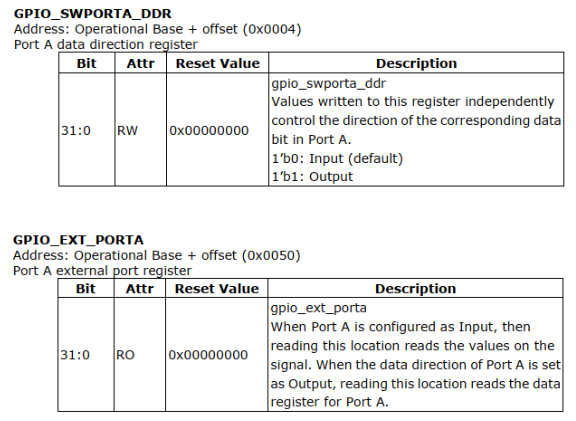 GPIO_SWPORTA_DDR
Address: Operational Base + offset (0x0004)
Port A data direction register
Bit Attr Reset Value Description
31:0 RW 0x00000000
gpio_swporta_ddr
Values written to this register independently
control the direction of the corresponding data
bit in Port A.
1'b0: Input (default)
1'b1: Output
GPIO_EXT_PORTA
Address: Operational Base + offset (0x0050)
Port A external port register
Bit Attr Reset Value Description
31:0 RO 0x00000000
gpio_ext_porta
When Port A is configured as Input, then
reading this location reads the values on the
signal. When the data direction of Port A is set
as Output, reading this location reads the data
register for Port A.